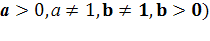 a > 0, a ≠ 1, b ≠ 1, b > 0)